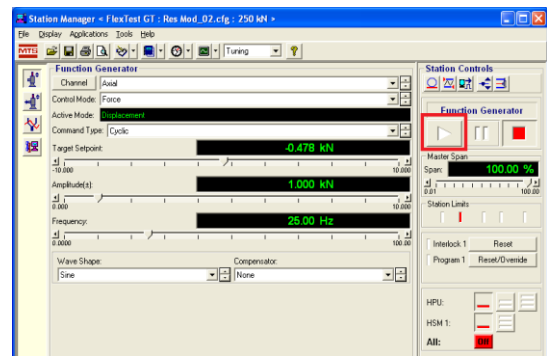 Station Manager < FlexTest GT : Res Mod_02.cfg : 250 kN >
File Display Applications Tools Help
MTS
Tuning
Function Generator
Channel Axial
Control Mode: Force
Active Mode: Displacement
Command Type: Cyclic
Target Setpoint: -0.478 kN
-10.000 10.000
Amplitude(±): 1.000 kN
0.000 10.000
Frequency: 25.00 Hz
0.0000 100.00
Wave Shape: Compensator:
Sine None
Station Controls
Function Generator
Master Span
Span: 100.00 %
0.01 100.00
Station Limits
Interlock 1 Reset
Program 1 Reset/Override
HPU:
HSM 1:
All: Off